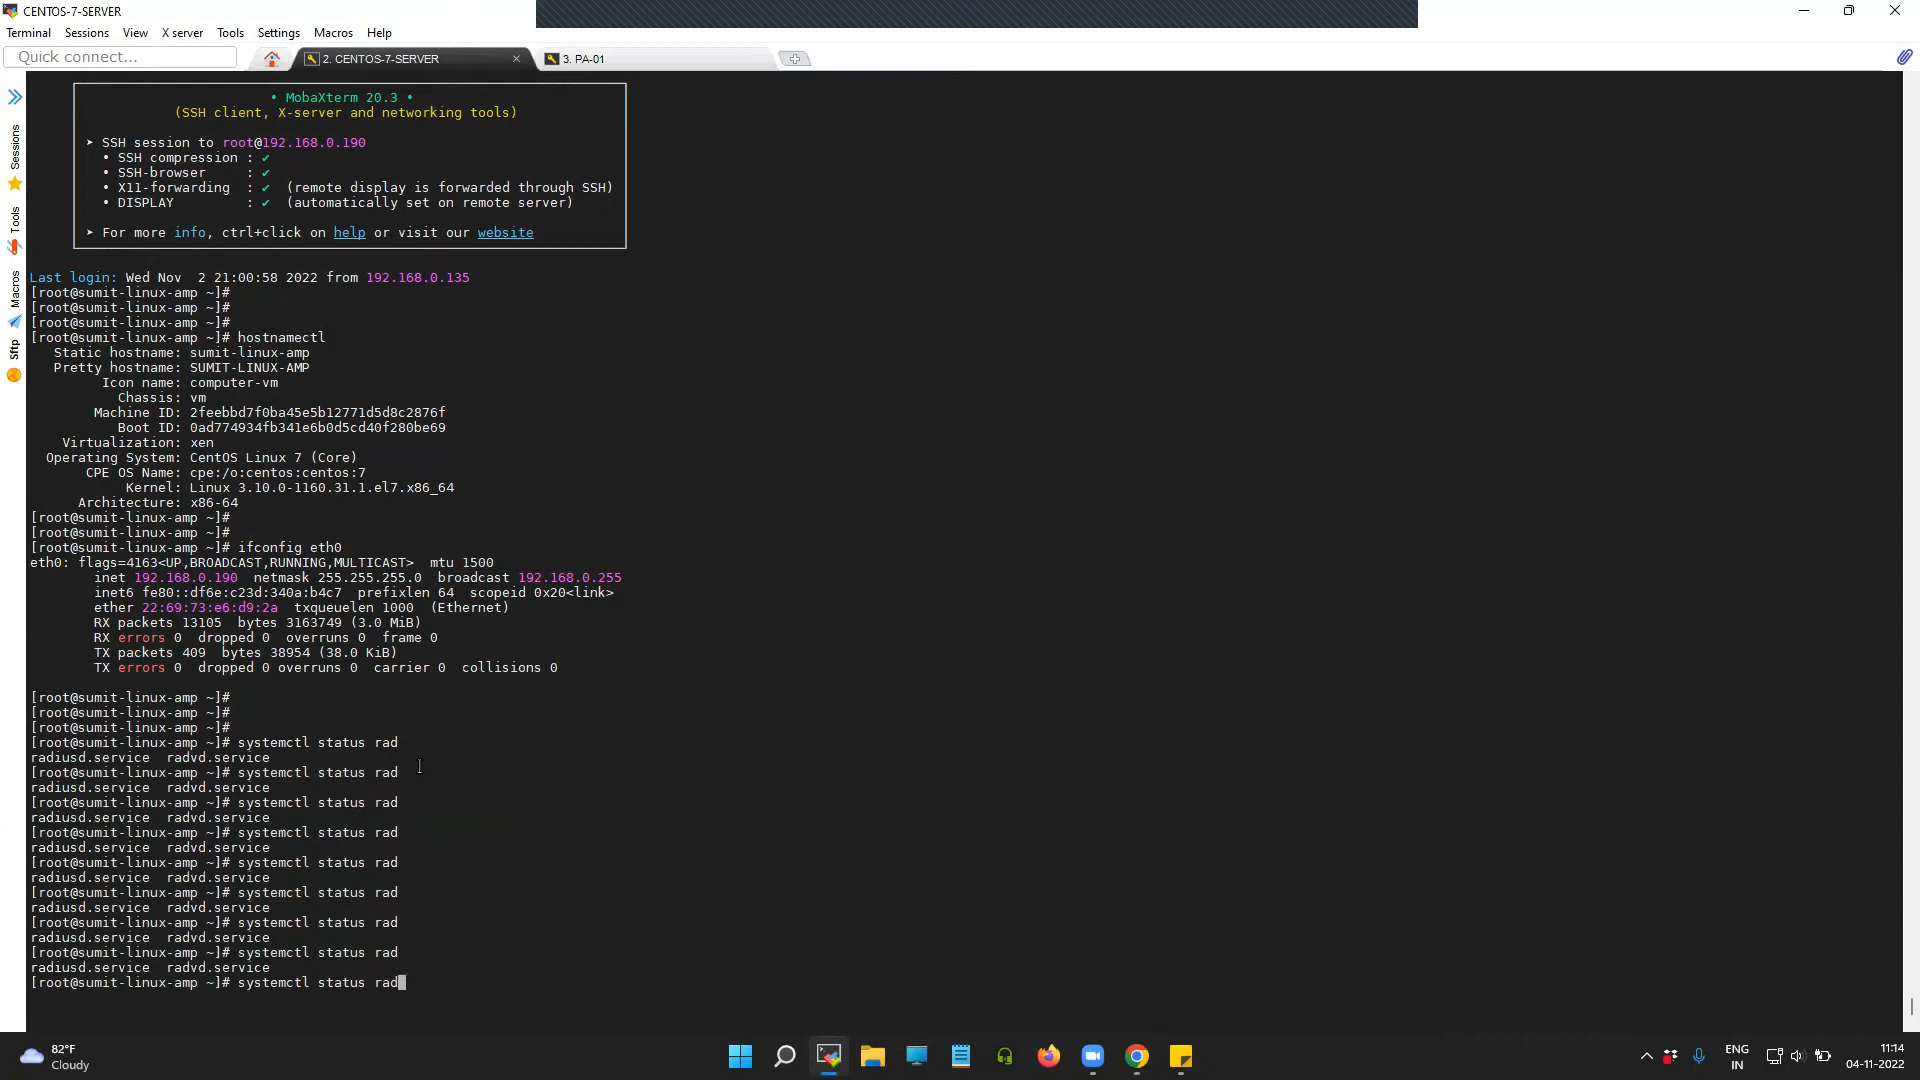 CENTOS-7-SERVER
Terminal Sessions View X server Tools Settings Macros Help
Quick connect...
2. CENTOS-7-SERVER
3. PA-01
Sessions
Tools
Macros
Sftp
• MobaXterm 20.3 •
(SSH client, X-server and networking tools)
➤ SSH session to root@192.168.0.190
• SSH compression : ✔
• SSH-browser     : ✔
• X11-forwarding  : ✔  (remote display is forwarded through SSH)
• DISPLAY         : ✔  (automatically set on remote server)
➤ For more info, ctrl+click on help or visit our website
Last login: Wed Nov  2 21:00:58 2022 from 192.168.0.135
[root@sumit-linux-amp ~]#
[root@sumit-linux-amp ~]#
[root@sumit-linux-amp ~]#
[root@sumit-linux-amp ~]# hostnamectl
Static hostname: sumit-linux-amp
Pretty hostname: SUMIT-LINUX-AMP
Icon name: computer-vm
Chassis: vm
Machine ID: 2feebbd7f0ba45e5b12771d5d8c2876f
Boot ID: 0ad774934fb341e6b0d5cd40f280be69
Virtualization: xen
Operating System: CentOS Linux 7 (Core)
CPE OS Name: cpe:/o:centos:centos:7
Kernel: Linux 3.10.0-1160.31.1.el7.x86_64
Architecture: x86-64
[root@sumit-linux-amp ~]#
[root@sumit-linux-amp ~]#
[root@sumit-linux-amp ~]# ifconfig eth0
eth0: flags=4163<UP,BROADCAST,RUNNING,MULTICAST>  mtu 1500
inet 192.168.0.190  netmask 255.255.255.0  broadcast 192.168.0.255
inet6 fe80::df6e:c23d:340a:b4c7  prefixlen 64  scopeid 0x20<link>
ether 22:69:73:e6:d9:2a  txqueuelen 1000  (Ethernet)
RX packets 13105  bytes 3163749 (3.0 MiB)
RX errors 0  dropped 0  overruns 0  frame 0
TX packets 409  bytes 38954 (38.0 KiB)
TX errors 0  dropped 0 overruns 0  carrier 0  collisions 0
[root@sumit-linux-amp ~]#
[root@sumit-linux-amp ~]#
[root@sumit-linux-amp ~]#
[root@sumit-linux-amp ~]# systemctl status rad
radiusd.service  radvd.service
[root@sumit-linux-amp ~]# systemctl status rad
radiusd.service  radvd.service
[root@sumit-linux-amp ~]# systemctl status rad
radiusd.service  radvd.service
[root@sumit-linux-amp ~]# systemctl status rad
radiusd.service  radvd.service
[root@sumit-linux-amp ~]# systemctl status rad
radiusd.service  radvd.service
[root@sumit-linux-amp ~]# systemctl status rad
radiusd.service  radvd.service
[root@sumit-linux-amp ~]# systemctl status rad
radiusd.service  radvd.service
[root@sumit-linux-amp ~]# systemctl status rad
radiusd.service  radvd.service
[root@sumit-linux-amp ~]# systemctl status rad
82°F
Cloudy
ENG
IN
11:14
04-11-2022